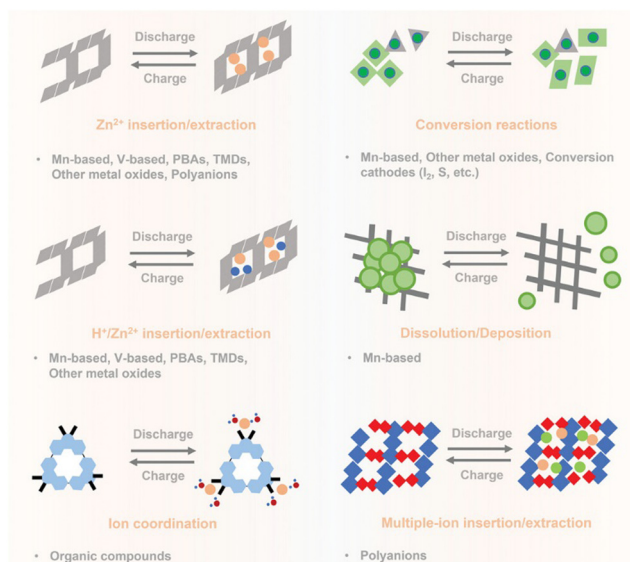 Discharge
Charge
Zn²⁺ insertion/extraction
• Mn-based, V-based, PBAs, TMDs,
Other metal oxides, Polyanions
Discharge
Charge
Conversion reactions
• Mn-based, Other metal oxides, Conversion
cathodes (I₂, S, etc.)
Discharge
Charge
H⁺/Zn²⁺ insertion/extraction
• Mn-based, V-based, PBAs, TMDs,
Other metal oxides
Discharge
Charge
Dissolution/Deposition
• Mn-based
Discharge
Charge
Ion coordination
• Organic compounds
Discharge
Charge
Multiple-ion insertion/extraction
• Polyanions